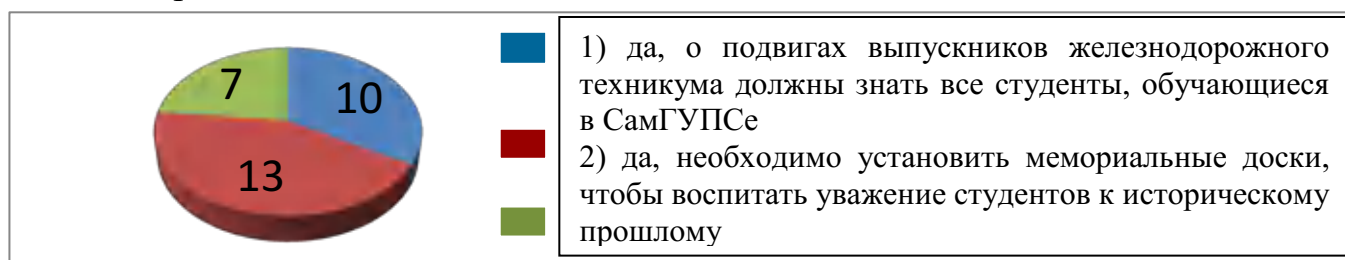 7
10
13
1) да, о подвигах выпускников железнодорожного
техникума должны знать все студенты, обучающиеся
в СамГУПСе
2) да, необходимо установить мемориальные доски,
чтобы воспитать уважение студентов к историческому
прошлому